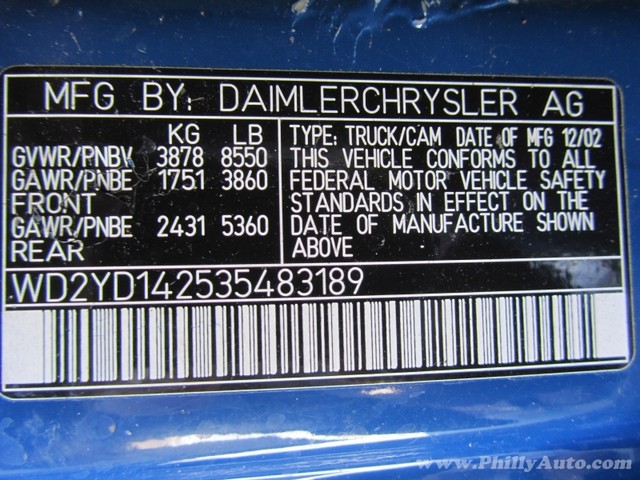 MFG BY: DAIMLERCHRYSLER AG
KG LB
GVWR/PNBV 3878 8550
GAWR/PNBE 1751 3860
FRONT
GAWR/PNBE 2431 5360
REAR
TYPE: TRUCK/CAM DATE OF MFG 12/02
THIS VEHICLE CONFORMS TO ALL
FEDERAL MOTOR VEHICLE SAFETY
STANDARDS IN EFFECT ON THE
DATE OF MANUFACTURE SHOWN
ABOVE
WD2YD142535483189
www.PhillyAuto.com